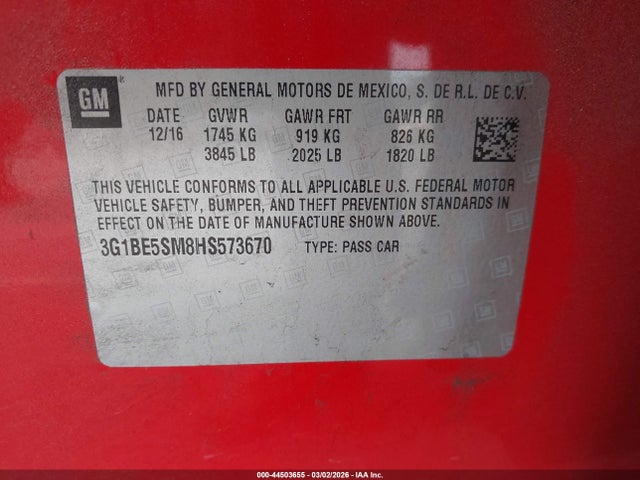 GM
MFD BY GENERAL MOTORS DE MEXICO, S. DE R.L. DE C.V.
DATE GVWR GAWR FRT GAWR RR
12/16 1745 KG 919 KG 826 KG
3845 LB 2025 LB 1820 LB
THIS VEHICLE CONFORMS TO ALL APPLICABLE U.S. FEDERAL MOTOR
VEHICLE SAFETY, BUMPER, AND THEFT PREVENTION STANDARDS IN
EFFECT ON THE DATE OF MANUFACTURE SHOWN ABOVE.
3G1BE5SM8HS573670 TYPE: PASS CAR
000-44503655 - 03/02/2026 - IAA Inc.